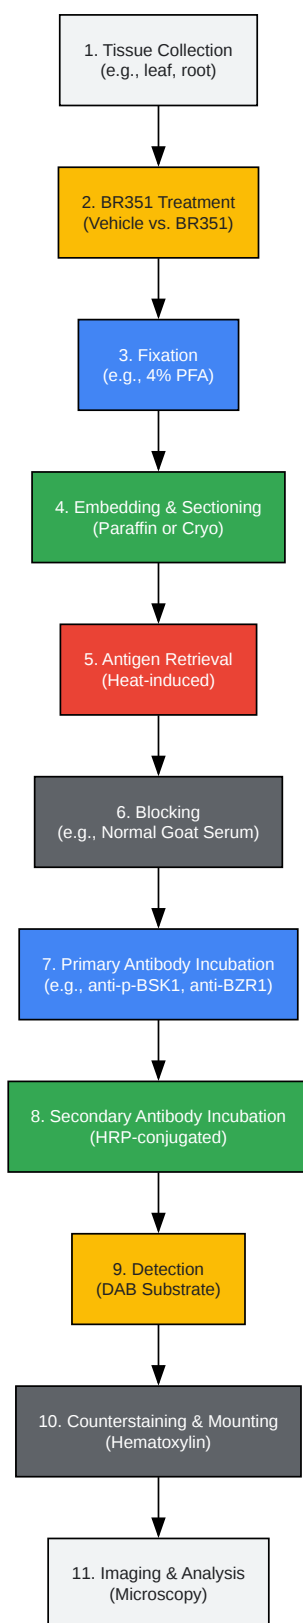 1. Tissue Collection
(e.g., leaf, root)
2. BR351 Treatment
(Vehicle vs. BR351)
3. Fixation
(e.g., 4% PFA)
4. Embedding & Sectioning
(Paraffin or Cryo)
5. Antigen Retrieval
(Heat-induced)
6. Blocking
(e.g., Normal Goat Serum)
7. Primary Antibody Incubation
(e.g., anti-p-BSK1, anti-BZR1)
8. Secondary Antibody Incubation
(HRP-conjugated)
9. Detection
(DAB Substrate)
10. Counterstaining & Mounting
(Hematoxylin)
11. Imaging & Analysis
(Microscopy)